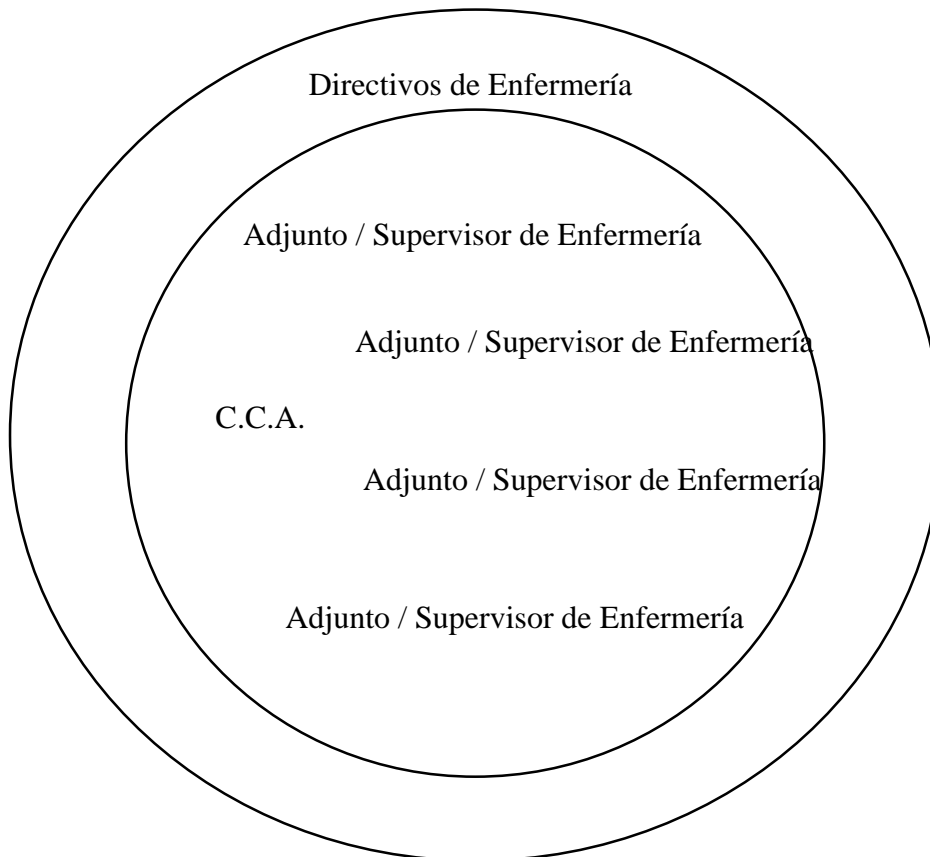 Directivos de Enfermería
Adjunto / Supervisor de Enfermería
Adjunto / Supervisor de Enfermería
C.C.A.
Adjunto / Supervisor de Enfermería
Adjunto / Supervisor de Enfermería